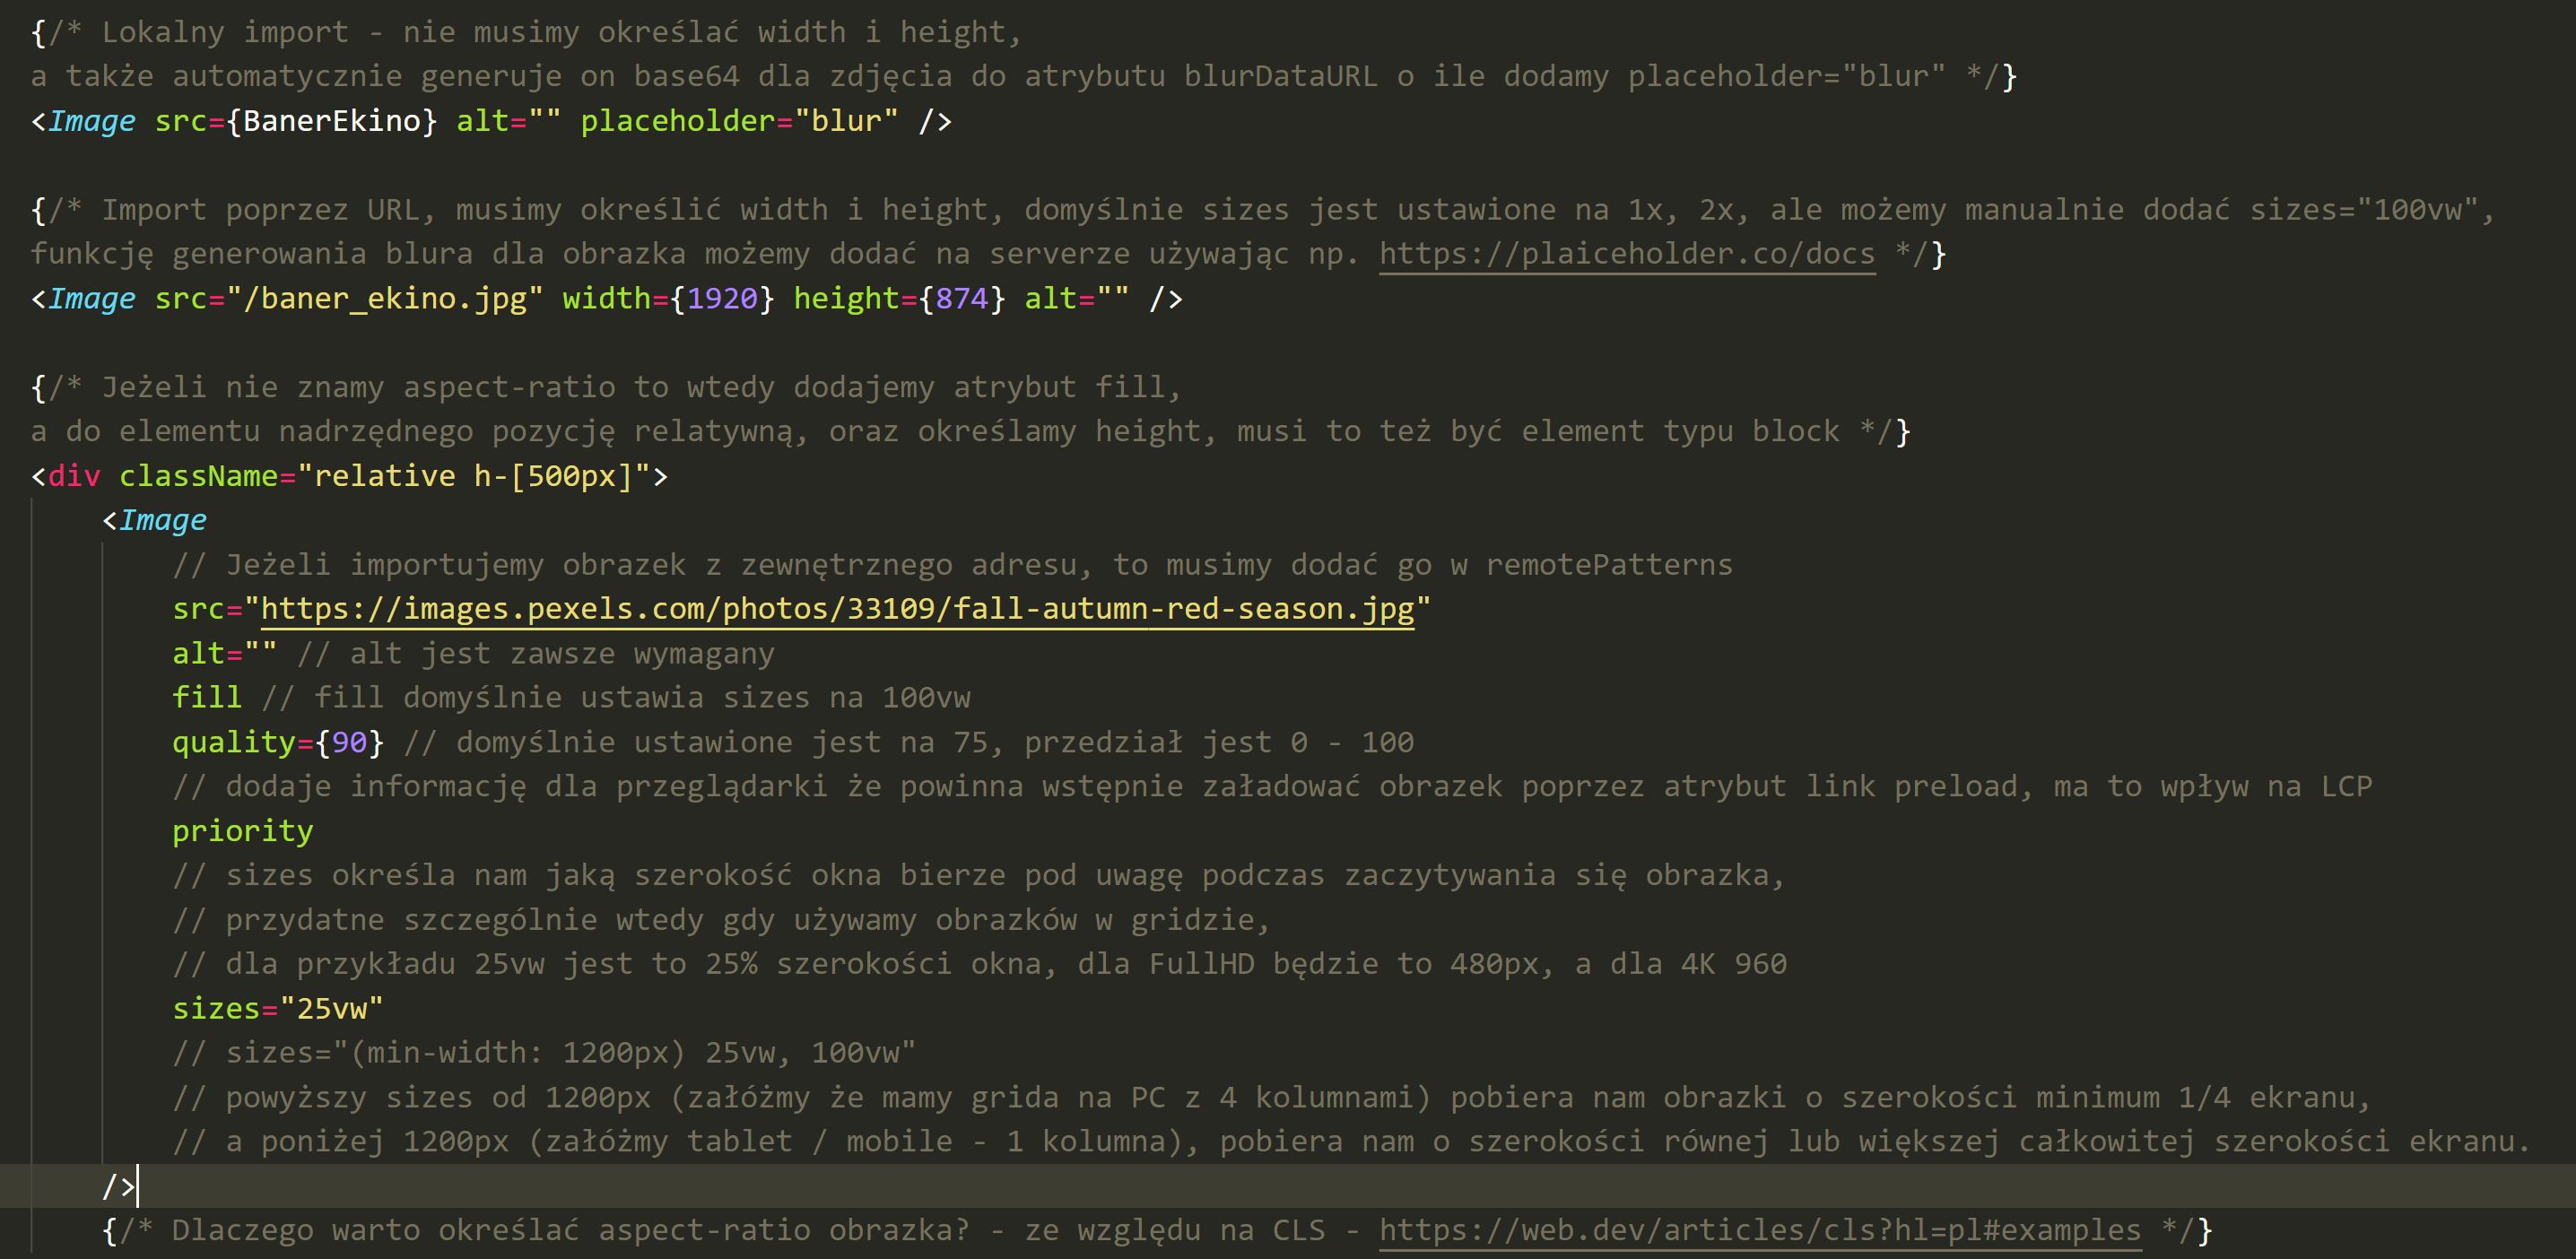 {/* Lokalny import - nie musimy określać width i height,
a także automatycznie generuje on base64 dla zdjęcia do atrybutu blurDataURL o ile dodamy placeholder="blur" */}
<Image src={BanerEkino} alt="" placeholder="blur" />
{/* Import poprzez URL, musimy określić width i height, domyślnie sizes jest ustawione na 1x, 2x, ale możemy manualnie dodać sizes="100vw",
funkcję generowania blura dla obrazka możemy dodać na serverze używając np. https://plaiceholder.co/docs */}
<Image src="/baner_ekino.jpg" width={1920} height={874} alt="" />
{/* Jeżeli nie znamy aspect-ratio to wtedy dodajemy atrybut fill,
a do elementu nadrzędnego pozycję relatywną, oraz określamy height, musi to też być element typu block */}
<div className="relative h-[500px]">
<Image
// Jeżeli importujemy obrazek z zewnętrznego adresu, to musimy dodać go w remotePatterns
src="https://images.pexels.com/photos/33109/fall-autumn-red-season.jpg"
alt="" // alt jest zawsze wymagany
fill // fill domyślnie ustawia sizes na 100vw
quality={90} // domyślnie ustawione jest na 75, przedział jest 0 - 100
// dodaje informację dla przeglądarki że powinna wstępnie załadować obrazek poprzez atrybut link preload, ma to wpływ na LCP
priority
// sizes określa nam jaką szerokość okna bierze pod uwagę podczas zaczytywania się obrazka,
// przydatne szczególnie wtedy gdy używamy obrazków w gridzie,
// dla przykładu 25vw jest to 25% szerokości okna, dla FullHD będzie to 480px, a dla 4K 960
sizes="25vw"
// sizes="(min-width: 1200px) 25vw, 100vw"
// powyższy sizes od 1200px (załóżmy że mamy grida na PC z 4 kolumnami) pobiera nam obrazki o szerokości minimum 1/4 ekranu,
// a poniżej 1200px (załóżmy tablet / mobile - 1 kolumna), pobiera nam o szerokości równej lub większej całkowitej szerokości ekranu.
/>
{/* Dlaczego warto określać aspect-ratio obrazka? - ze względu na CLS - https://web.dev/articles/cls?hl=pl#examples */}